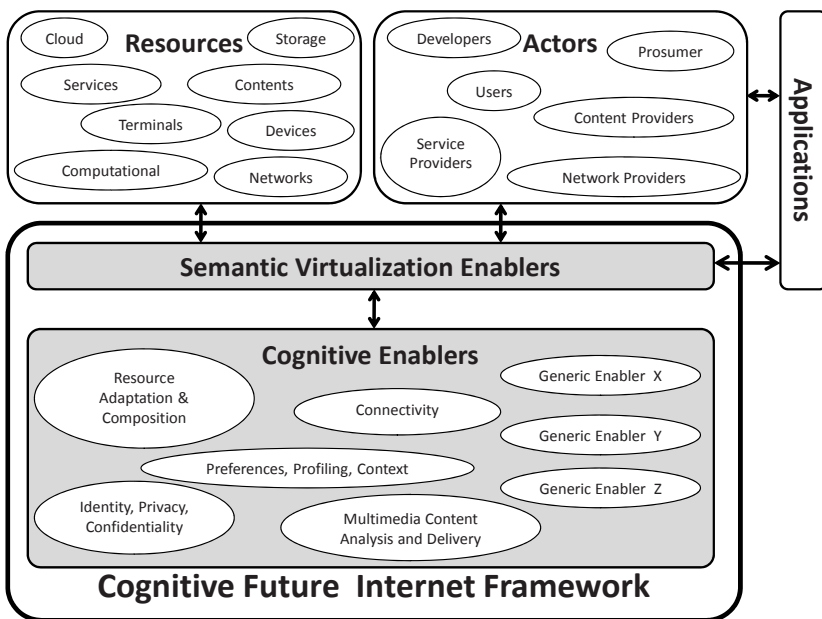 Resources
Cloud
Storage
Services
Contents
Terminals
Devices
Computational
Networks
Actors
Developers
Prosumer
Users
Content Providers
Service
Providers
Network Providers
Applications
Semantic Virtualization Enablers
Cognitive Enablers
Resource
Adaptation &
Composition
Connectivity
Generic Enabler X
Generic Enabler Y
Preferences, Profiling, Context
Generic Enabler Z
Identity, Privacy,
Confidentiality
Multimedia Content
Analysis and Delivery
Cognitive Future Internet Framework